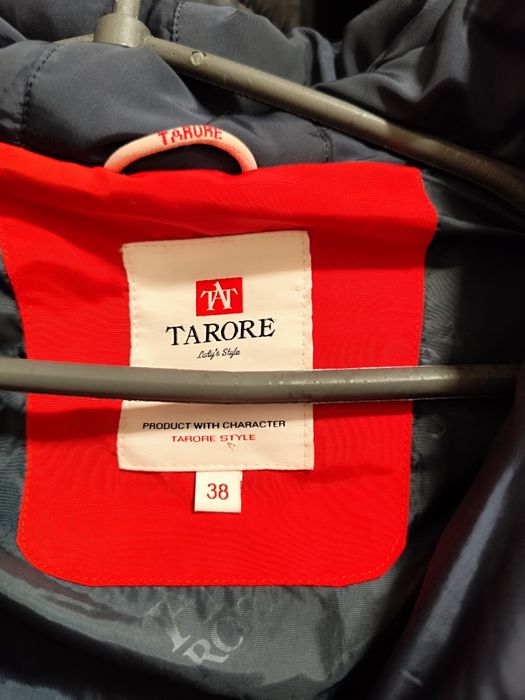 TARORE
TAT
TARORE
Lady's Style
PRODUCT WITH CHARACTER
TARORE STYLE
38